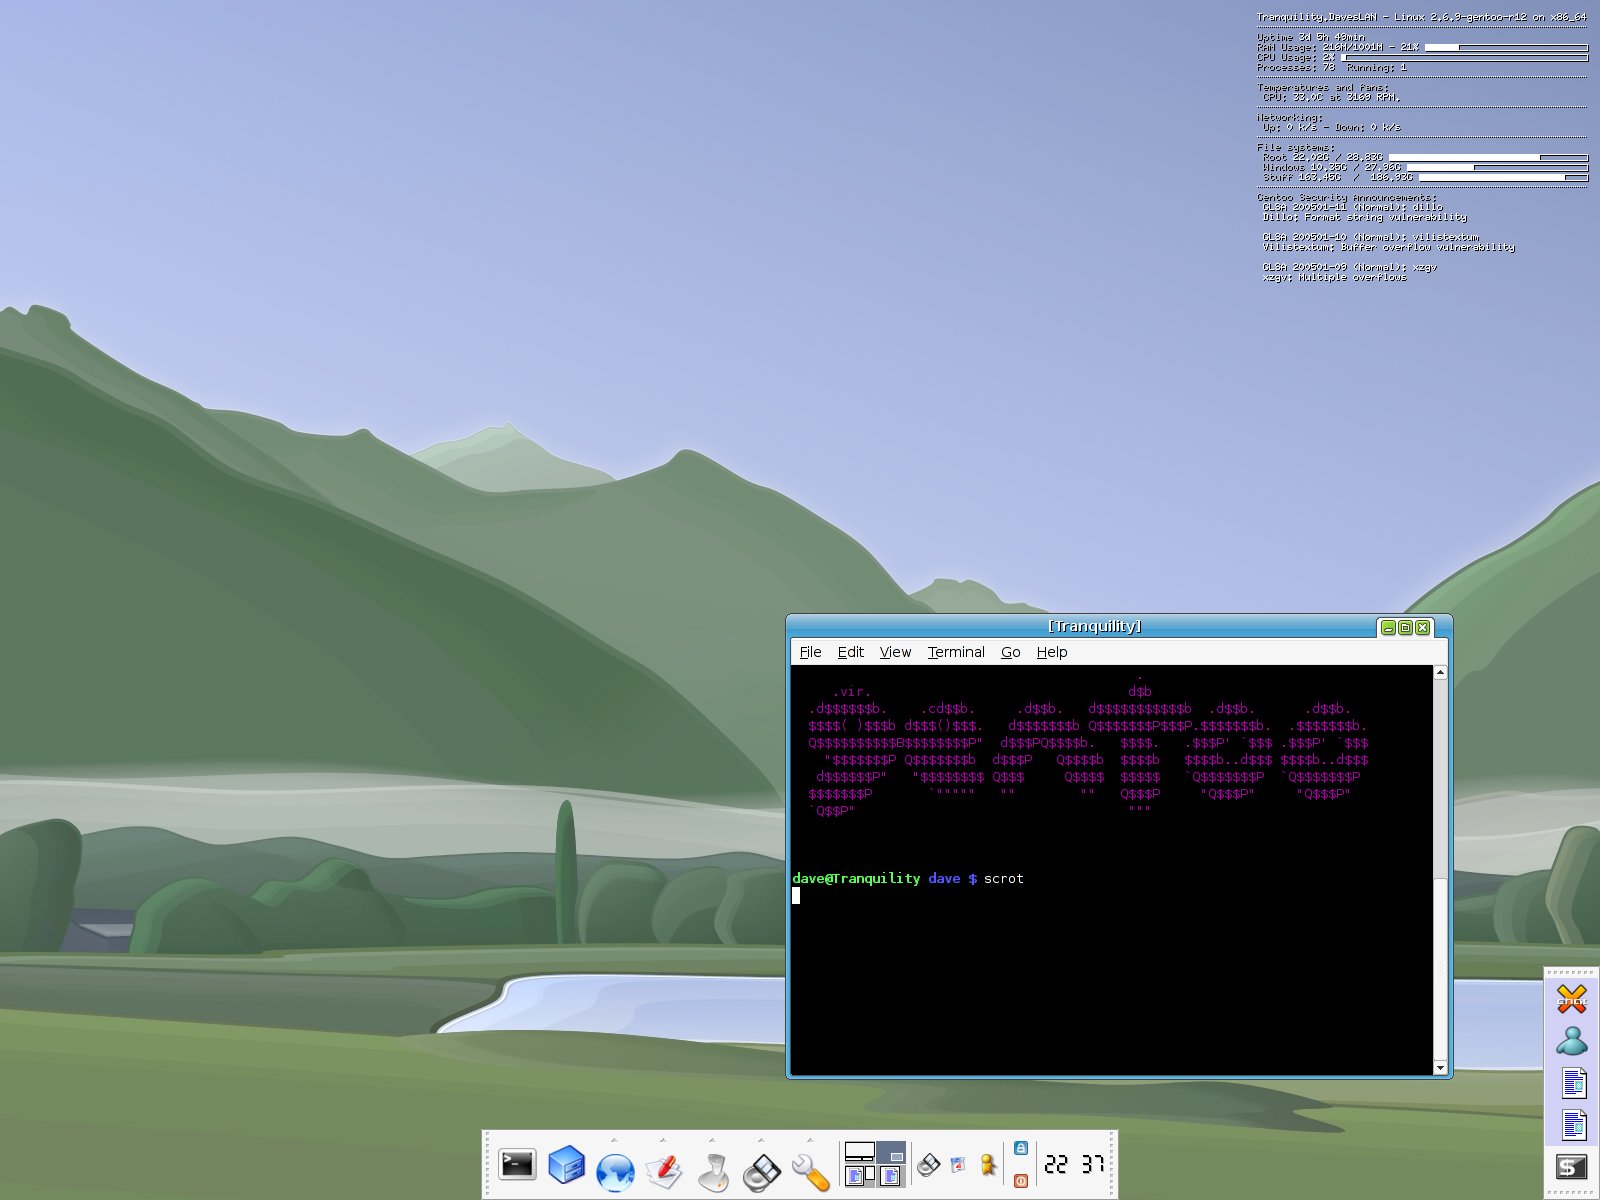 Tranquility.DavesLAN - Linux 2.6.9-gentoo-r12 on x86_64
Uptime 3d 5h 49min
RAM Usage: 216M/1001M - 21%
CPU Usage: 2%
Processes: 78 Running: 1
Temperatures and fans:
CPU: 33.0C at 3169 RPM.
Networking:
Up: 0 k/s - Down: 0 k/s
File systems:
Root 22.02G / 28.83G
Windows 10.35G / 27.96G
Stuff 163.45G / 186.93G
Gentoo Security Announcements:
GLSA 200501-11 (Normal): dillo
Dillo: Format string vulnerability
GLSA 200501-10 (Normal): vilistextum
Vilistextum: Buffer overflow vulnerability
GLSA 200501-09 (Normal): xzgv
xzgv: Multiple overflows
[Tranquility]
File Edit View Terminal Go Help
.
.vir. d$b
.d$$$$$$b. .cd$$b. .d$$b. d$$$$$$$$$$$b .d$$b. .d$$b.
$$$$( )$$$b d$$$()$$$. d$$$$$$$b Q$$$$$$$P$$$P.$$$$$$$b. .$$$$$$$b.
Q$$$$$$$$$$B$$$$$$$$P" d$$$PQ$$$$b. $$$$. .$$$P' `$$$ .$$$P' `$$$
"$$$$$$$P Q$$$$$$$b d$$$P Q$$$$b $$$$b $$$$b..d$$$ $$$$b..d$$$
d$$$$$$P" "$$$$$$$$ Q$$$ Q$$$$ $$$$$ `Q$$$$$$$P `Q$$$$$$$P
$$$$$$$P `""""" "" "" Q$$$P "Q$$$P" "Q$$$P"
`Q$$P" """
dave@Tranquility dave $ scrot
22 37